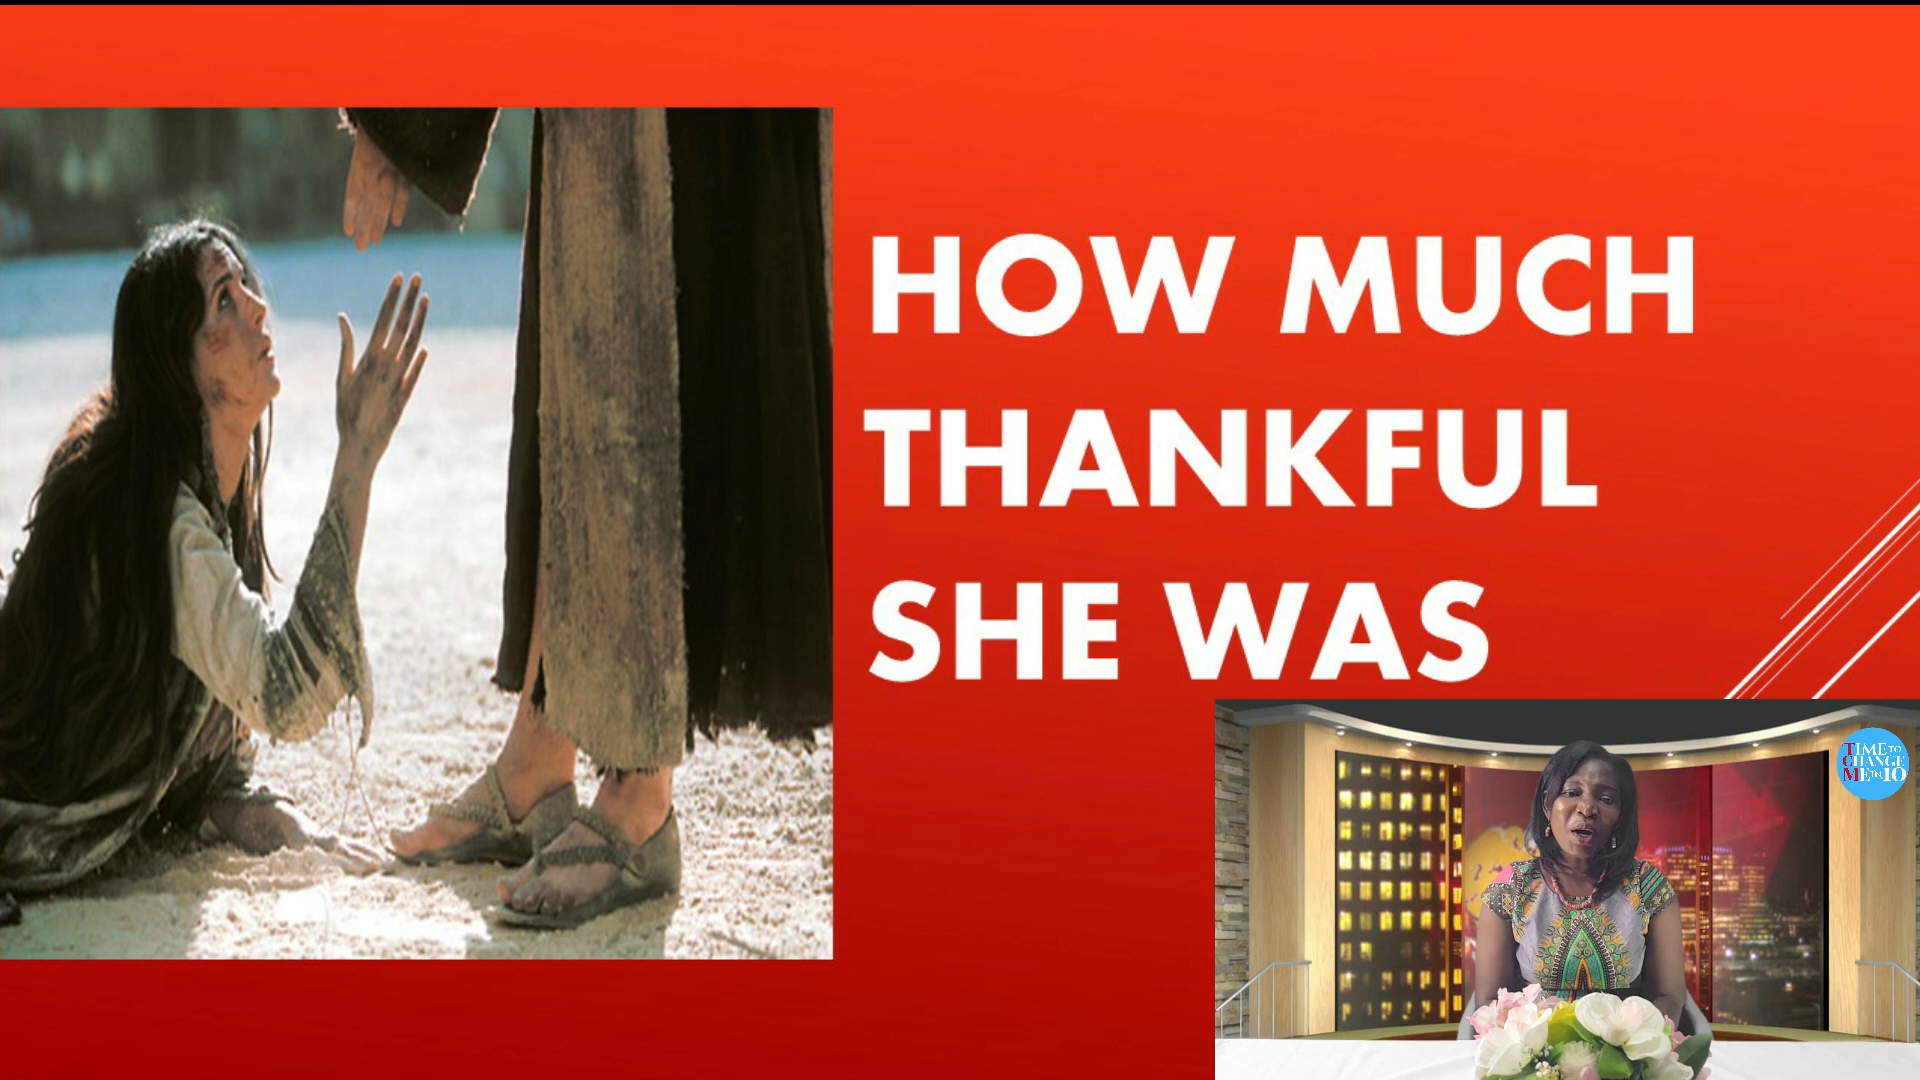 HOW MUCH
THANKFUL
SHE WAS
TIME TO
CHANGE
ME IN 10